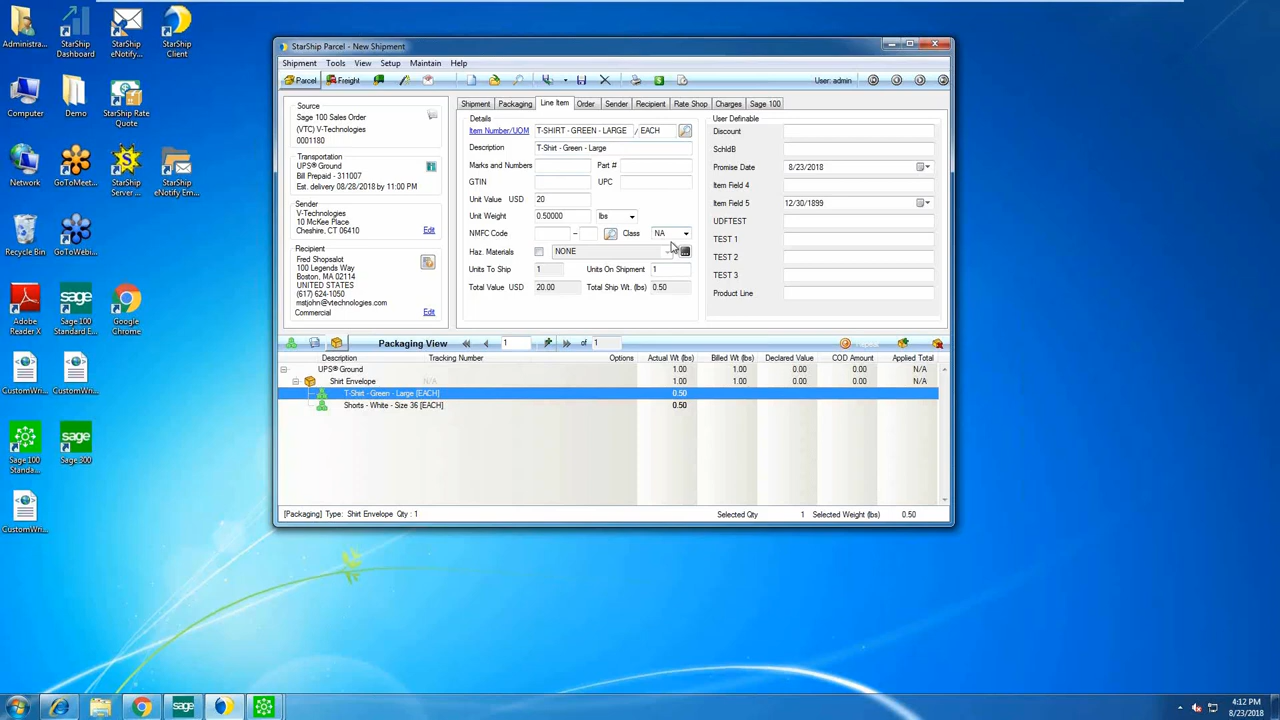 StarShip Parcel - New Shipment
Shipment Tools View Setup Maintain Help
Parcel Freight User: admin
Source
Sage 100 Sales Order
(VTC) V-Technologies
0001180
Transportation
UPS® Ground
Bill Prepaid - 311007
Est. delivery 08/28/2018 by 11:00 PM
Sender
V-Technologies
10 McKee Place
Cheshire, CT 06410 Edit
Recipient
Fred Shopsalot
100 Legends Way
Boston, MA 02114
UNITED STATES
(617) 624-1050
mstjohn@vtechnologies.com
Commercial Edit
Shipment Packaging Line Item Order Sender Recipient Rate Shop Charges Sage 100
Details
Item Number/UOM T-SHIRT - GREEN - LARGE / EACH
Description T-Shirt - Green - Large
Marks and Numbers Part #
GTIN UPC
Unit Value USD 20
Unit Weight 0.50000 lbs
NMFC Code – Class NA
Haz. Materials NONE
Units To Ship 1 Units On Shipment 1
Total Value USD 20.00 Total Ship Wt. (lbs) 0.50
User Definable
Discount
SchldB
Promise Date 8/23/2018
Item Field 4
Item Field 5 12/30/1899
UDFTEST
TEST 1
TEST 2
TEST 3
Product Line
Packaging View 1 of 1
Description Tracking Number Options Actual Wt (lbs) Billed Wt (lbs) Declared Value COD Amount Applied Total
UPS® Ground 1.00 1.00 0.00 0.00 N/A
Shirt Envelope N/A 1.00 1.00 0.00 0.00 N/A
T-Shirt - Green - Large [EACH] 0.50
Shorts - White - Size 36 [EACH] 0.50
[Packaging] Type: Shirt Envelope Qty : 1 Selected Qty 1 Selected Weight (lbs) 0.50
Administra...
StarShip Dashboard
StarShip eNotify...
StarShip Client
Computer
Demo
StarShip Rate Quote
Network
GoToMeet...
StarShip Server ...
StarShip eNotify Em...
Recycle Bin
GoToWebi...
Adobe Reader X
Sage 100 Standard E...
Google Chrome
CustomWri...
CustomWri...
Sage 100 Standa...
Sage 300
CustomWri...
sage
4:12 PM
8/23/2018